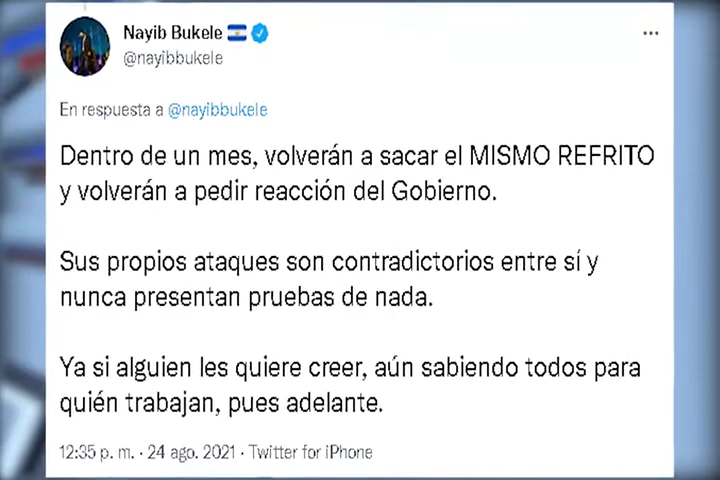 Nayib Bukele
@nayibbukele
En respuesta a @nayibbukele
Dentro de un mes, volverán a sacar el MISMO REFRITO
y volverán a pedir reacción del Gobierno.
Sus propios ataques son contradictorios entre sí y
nunca presentan pruebas de nada.
Ya si alguien les quiere creer, aún sabiendo todos para
quién trabajan, pues adelante.
12:35 p. m. · 24 ago. 2021 · Twitter for iPhone